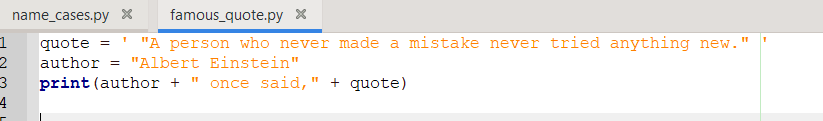 name_cases.py ✕ famous_quote.py ✕
1 quote = ' "A person who never made a mistake never tried anything new." '
2 author = "Albert Einstein"
3 print(author + " once said," + quote)
4